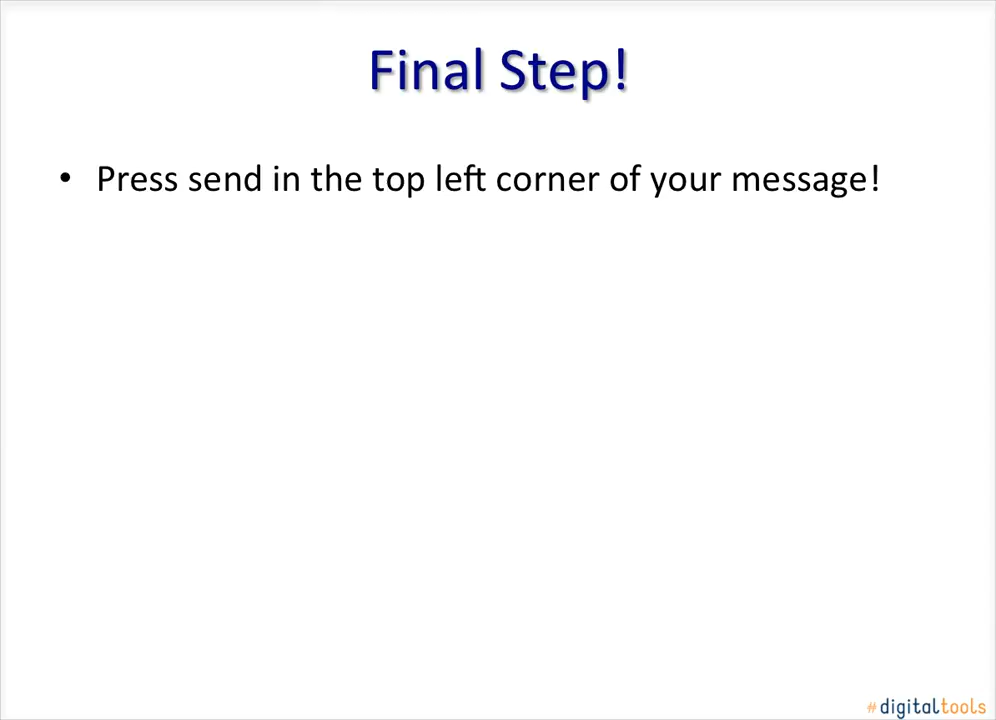 Final Step!
• Press send in the top left corner of your message!
#digitaltools